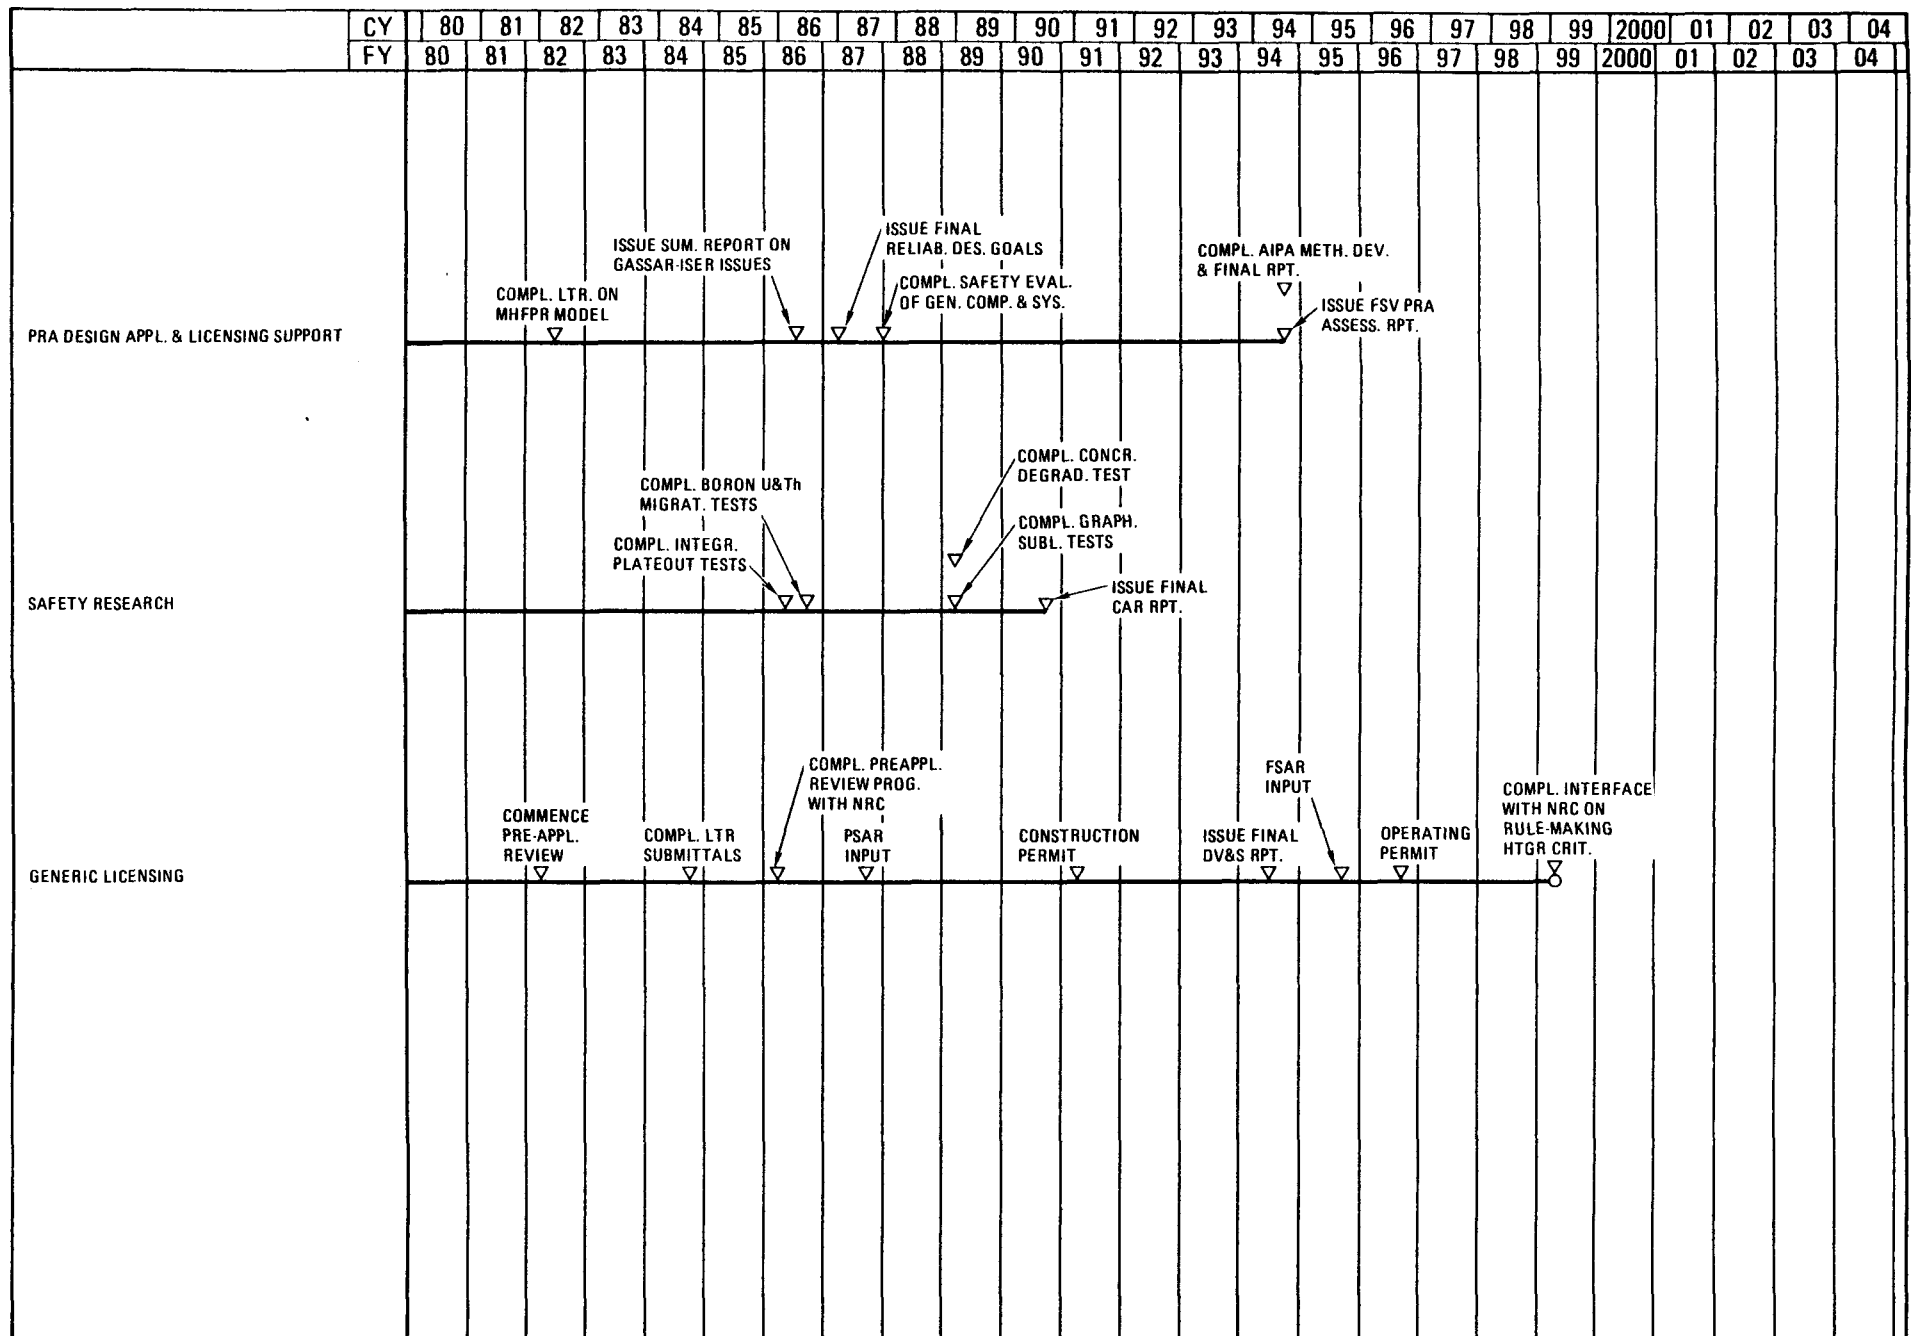 CY 80 81 82 83 84 85 86 87 88 89 90 91 92 93 94 95 96 97 98 99 2000 01 02 03 04
FY 80 81 82 83 84 85 86 87 88 89 90 91 92 93 94 95 96 97 98 99 2000 01 02 03 04
PRA DESIGN APPL. & LICENSING SUPPORT
COMPL. LTR. ON
MHFPR MODEL
ISSUE SUM. REPORT ON
GASSAR-ISER ISSUES
ISSUE FINAL
RELIAB. DES. GOALS
COMPL. SAFETY EVAL.
OF GEN. COMP. & SYS.
COMPL. AIPA METH. DEV.
& FINAL RPT.
ISSUE FSV PRA
ASSESS. RPT.
SAFETY RESEARCH
COMPL. BORON U&Th
MIGRAT. TESTS
COMPL. INTEGR.
PLATEOUT TESTS
COMPL. CONCR.
DEGRAD. TEST
COMPL. GRAPH.
SUBL. TESTS
ISSUE FINAL
CAR RPT.
GENERIC LICENSING
COMMENCE
PRE-APPL.
REVIEW
COMPL. LTR
SUBMITTALS
COMPL. PREAPPL.
REVIEW PROG.
WITH NRC
PSAR
INPUT
CONSTRUCTION
PERMIT
ISSUE FINAL
DV&S RPT.
FSAR
INPUT
OPERATING
PERMIT
COMPL. INTERFACE
WITH NRC ON
RULE-MAKING
HTGR CRIT.